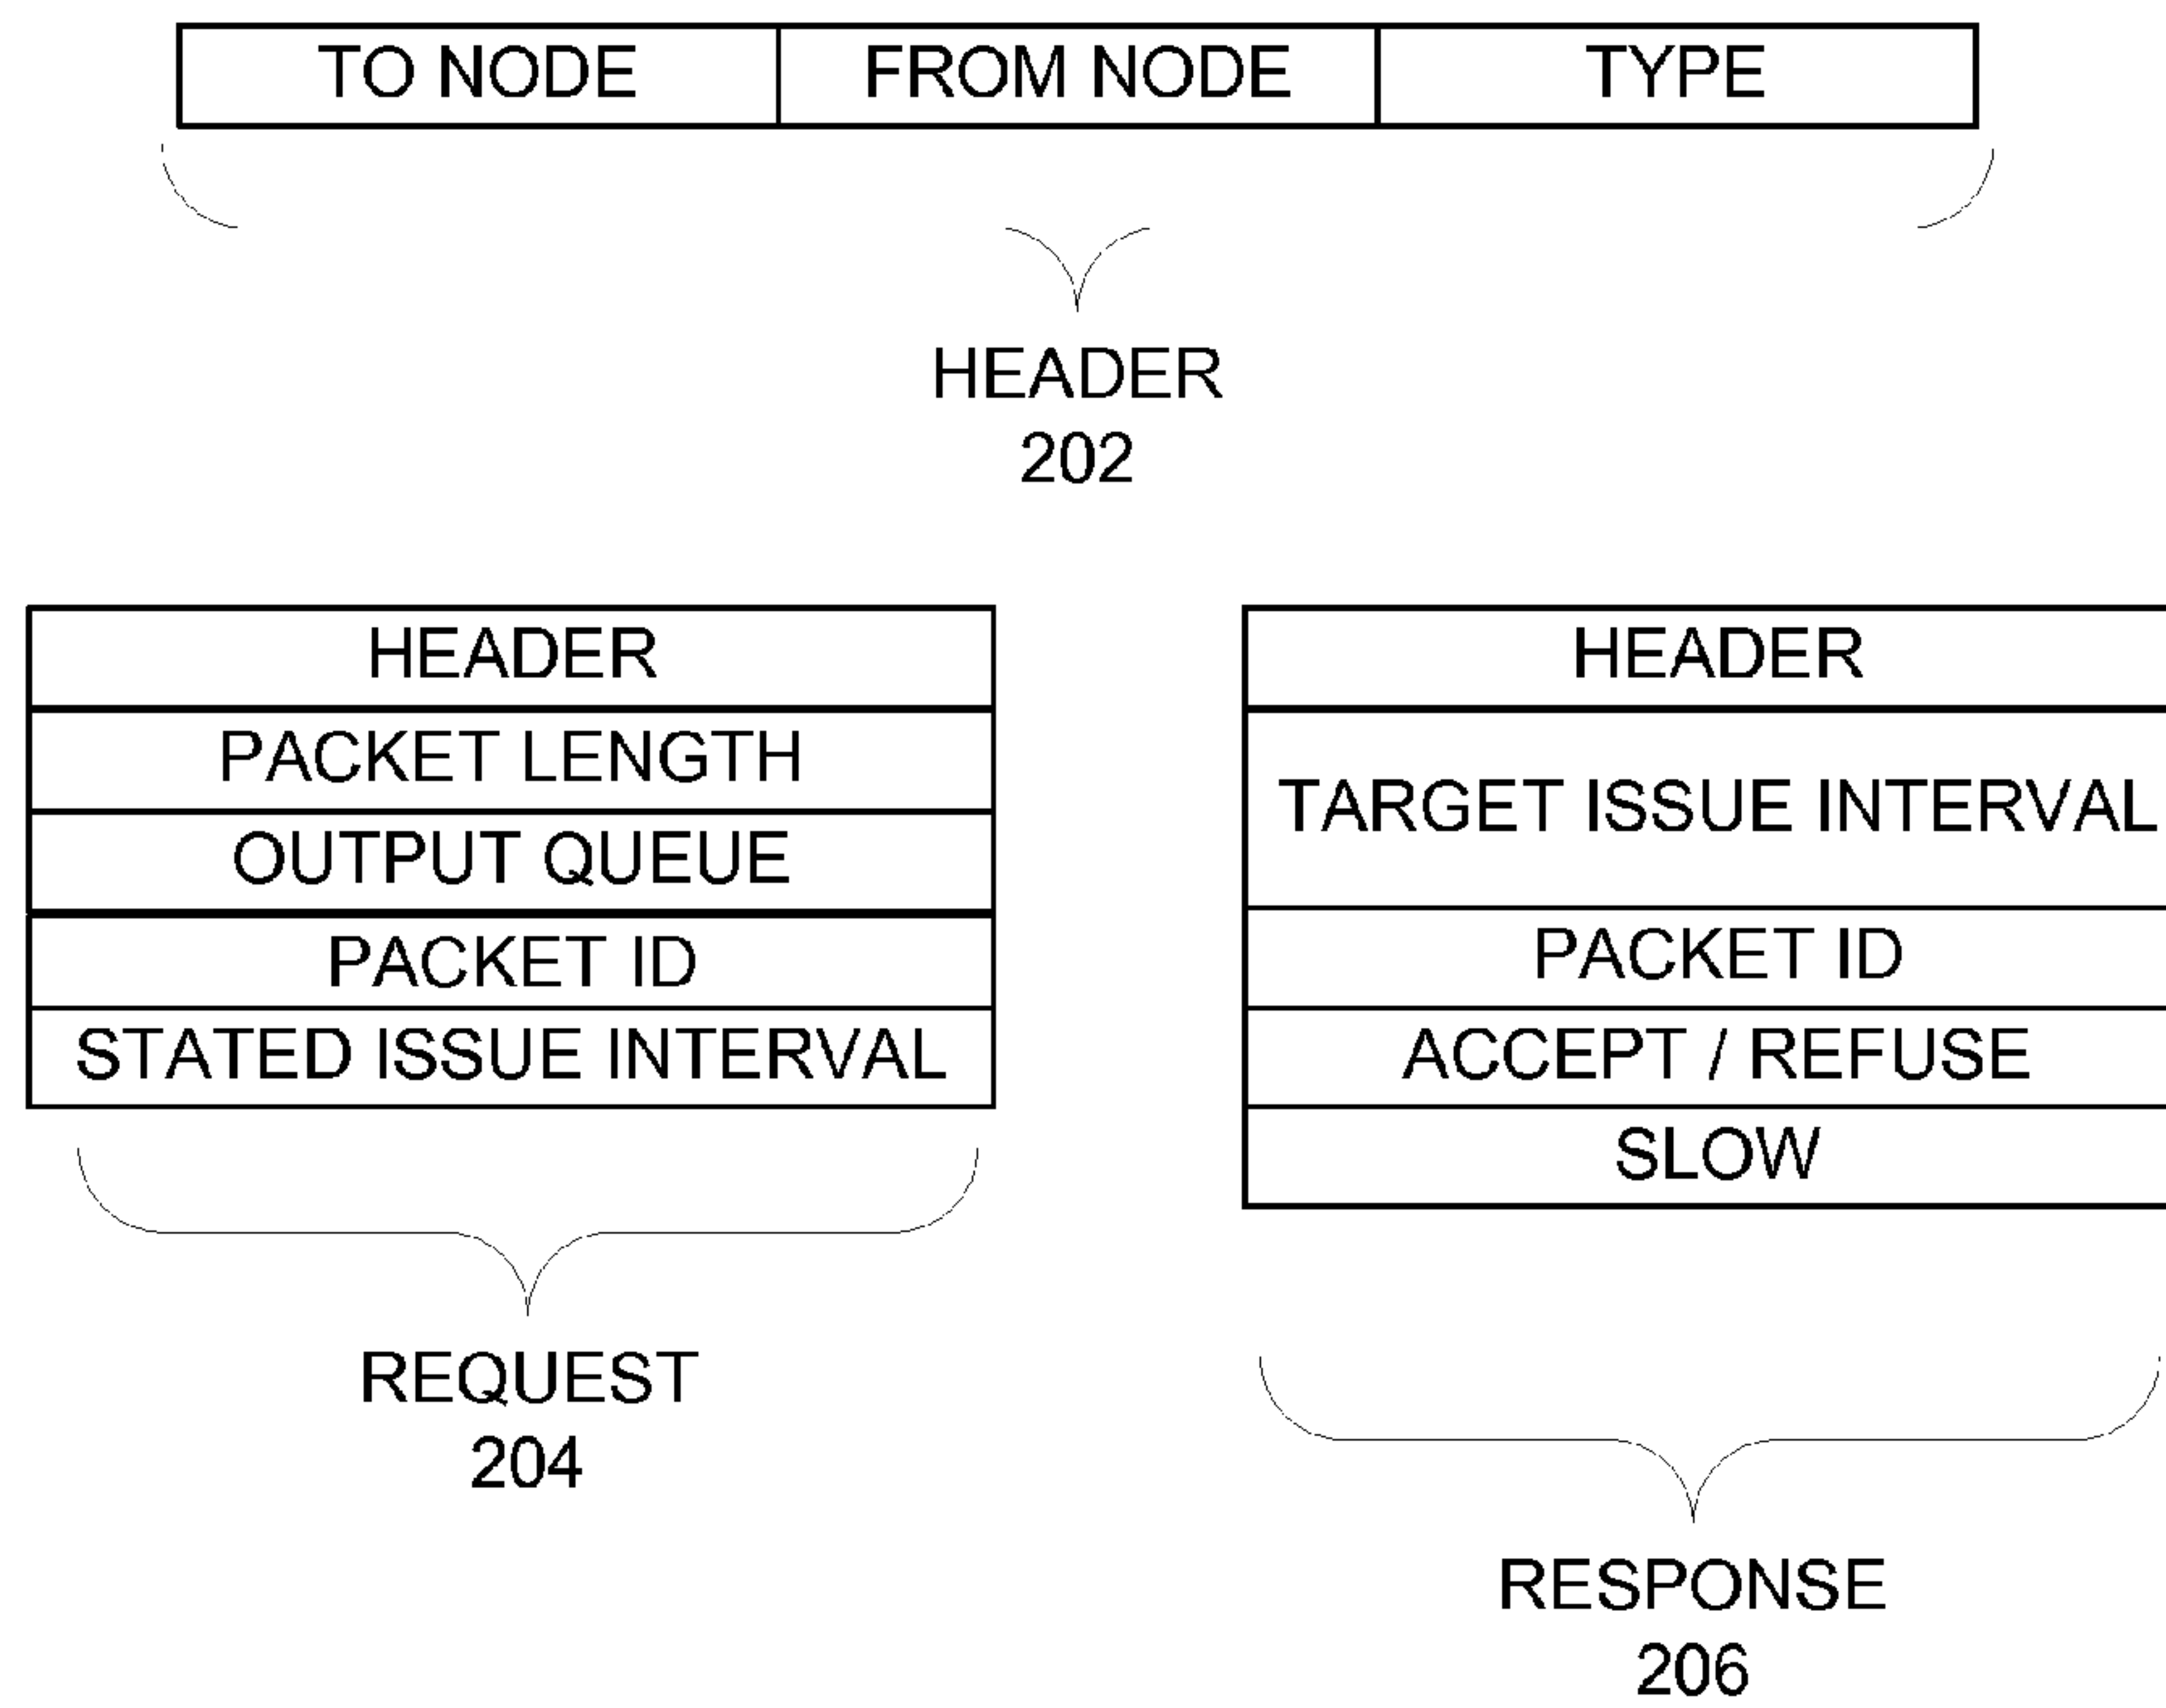 TO NODE
FROM NODE
TYPE
HEADER
202
HEADER
PACKET LENGTH
OUTPUT QUEUE
PACKET ID
STATED ISSUE INTERVAL
REQUEST
204
HEADER
TARGET ISSUE INTERVAL
PACKET ID
ACCEPT / REFUSE
SLOW
RESPONSE
206